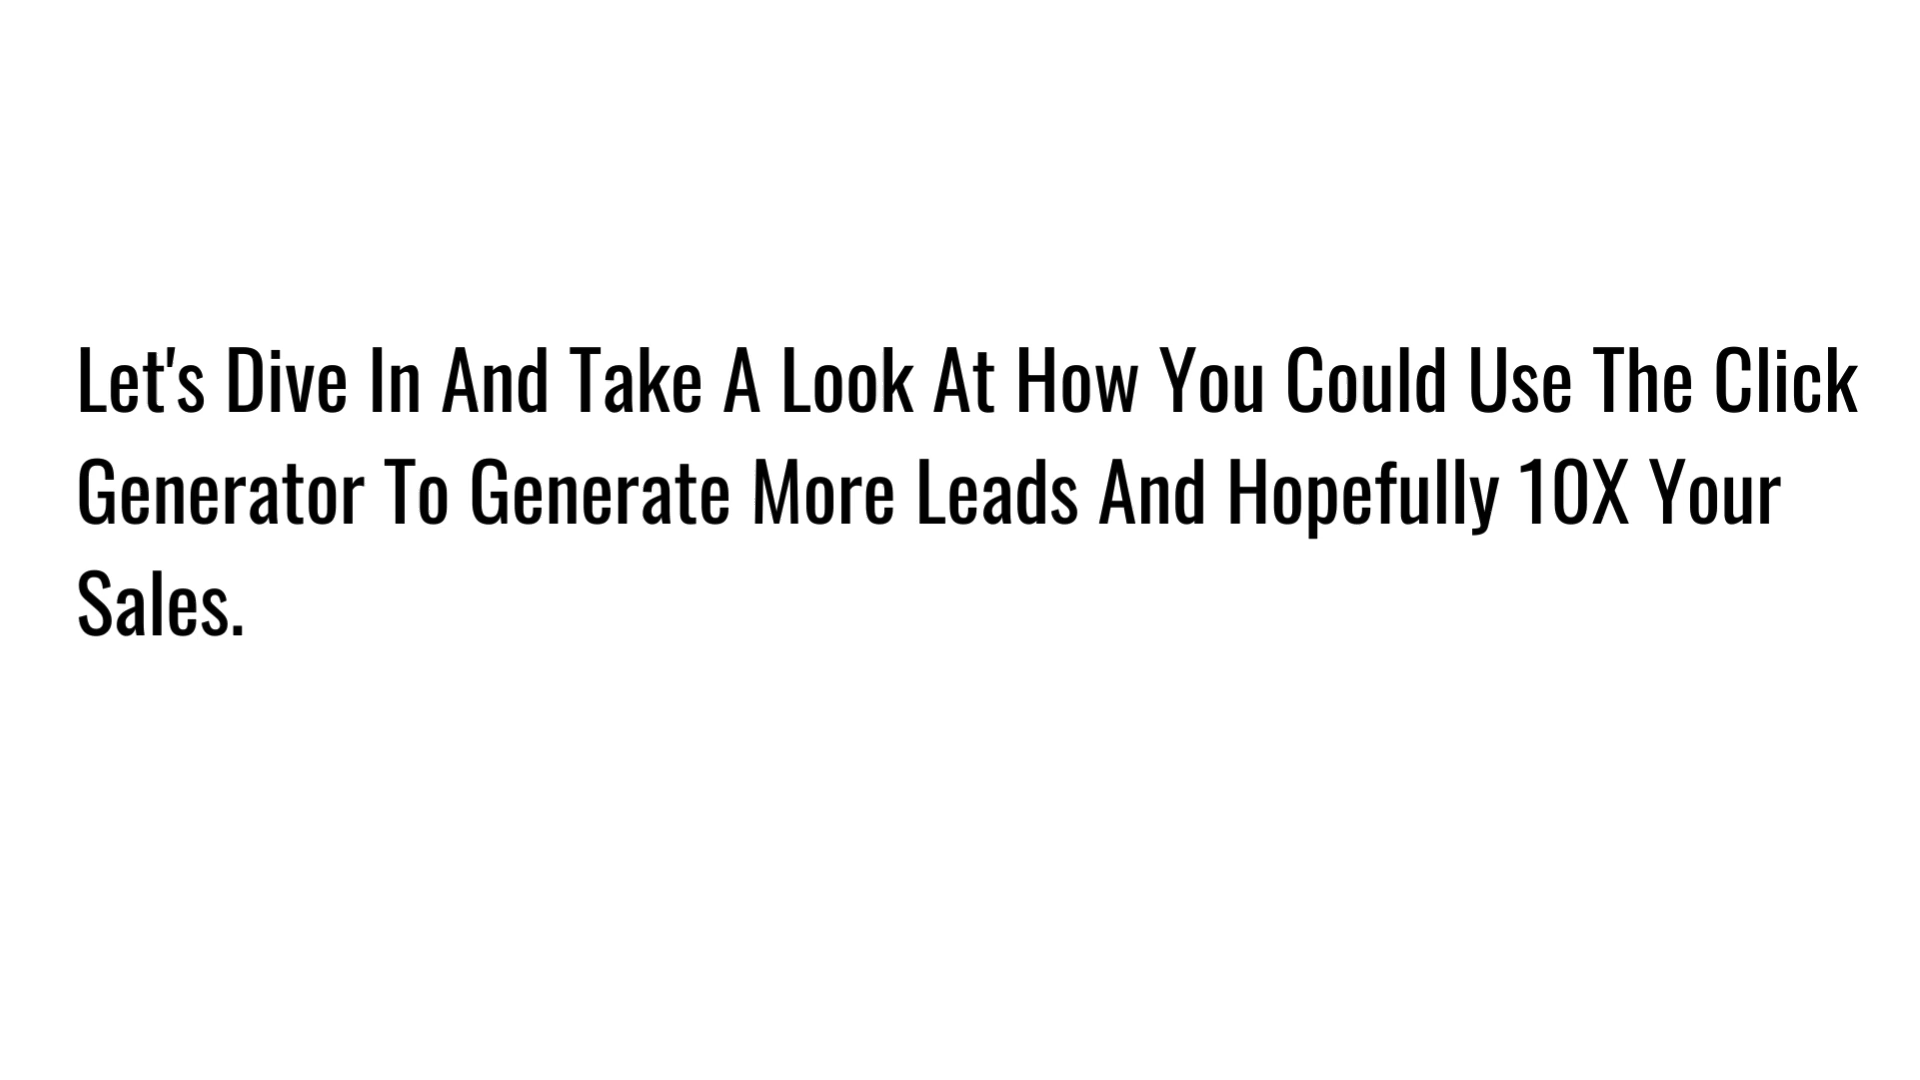 Let's Dive In And Take A Look At How You Could Use The Click
Generator To Generate More Leads And Hopefully 10X Your
Sales.